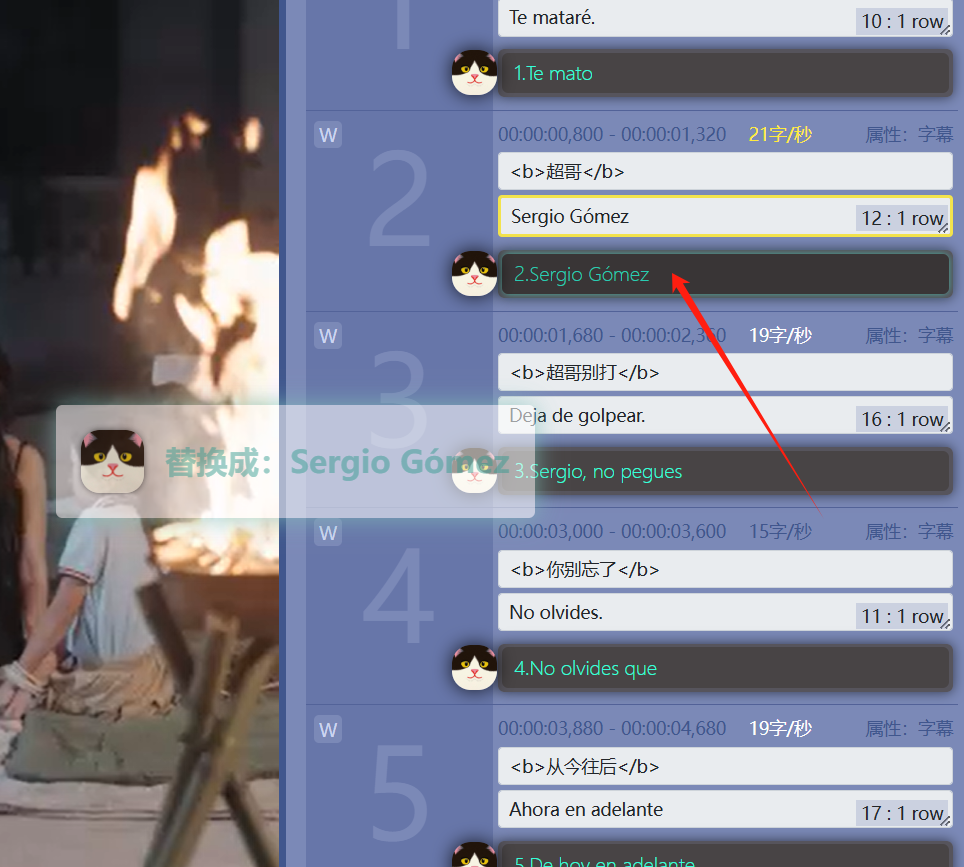 1
Te mataré.
10 : 1 row
1.Te mato
W
2
00:00:00,800 - 00:00:01,320 21字/秒 属性：字幕
<b>超哥</b>
Sergio Gómez
12 : 1 row
2.Sergio Gómez
W
3
00:00:01,680 - 00:00:02,360 19字/秒 属性：字幕
<b>超哥别打</b>
Deja de golpear.
16 : 1 row
替换成：Sergio Gómez
3.Sergio, no pegues
W
4
00:00:03,000 - 00:00:03,600 15字/秒 属性：字幕
<b>你别忘了</b>
No olvides.
11 : 1 row
4.No olvides que
W
5
00:00:03,880 - 00:00:04,680 19字/秒 属性：字幕
<b>从今往后</b>
Ahora en adelante
17 : 1 row
5.De hoy en adelante